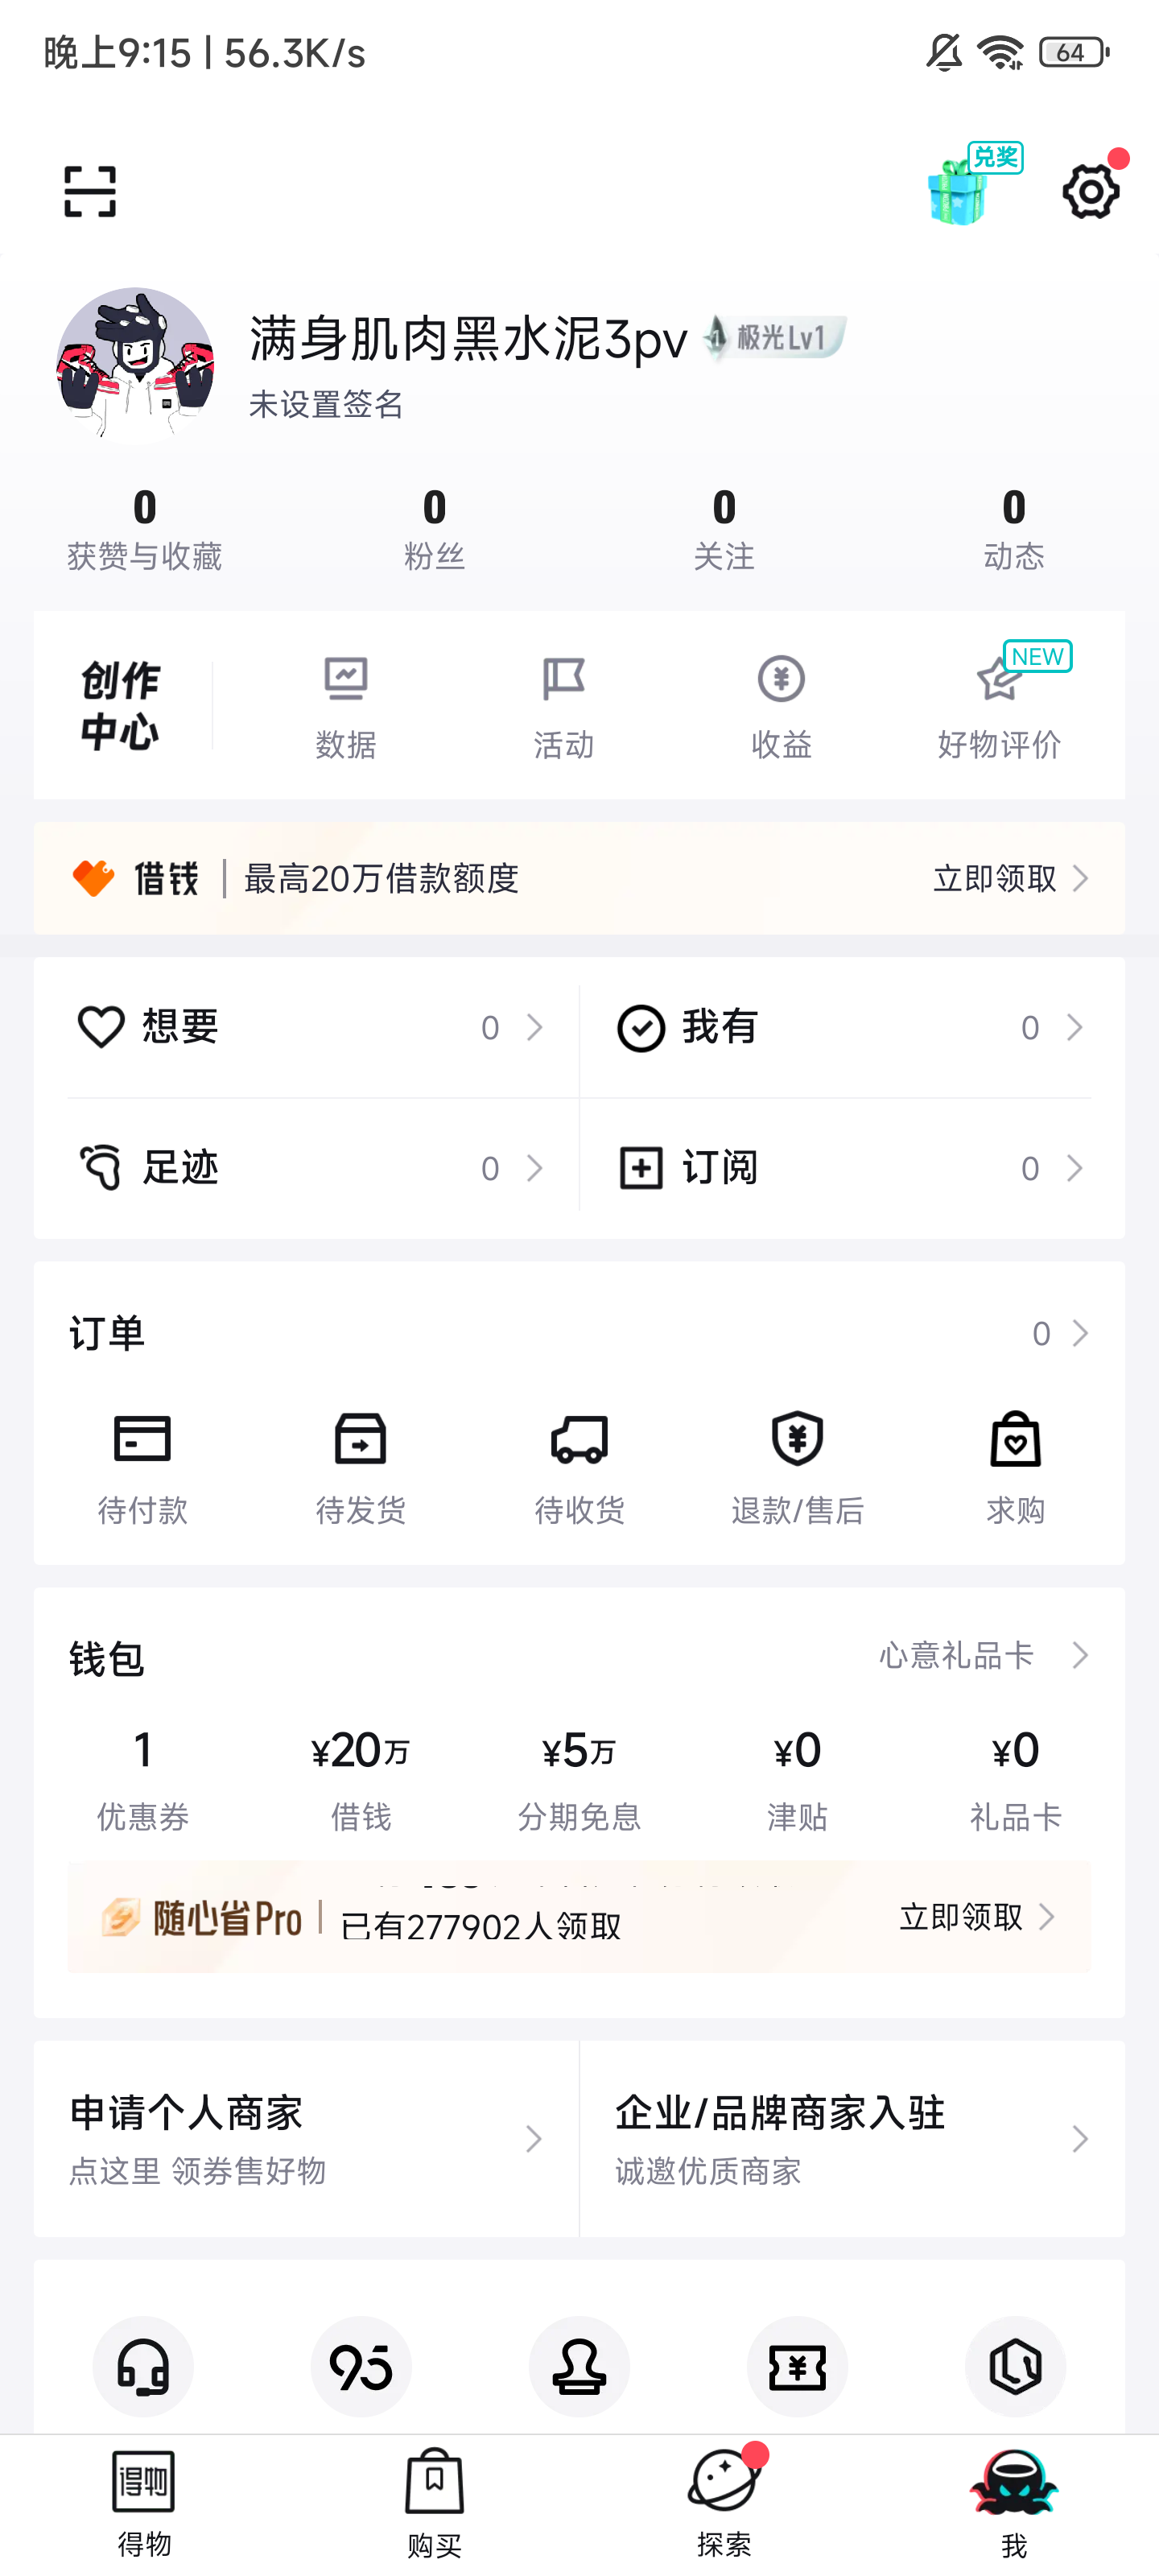 晚上9:15 | 56.3K/s
64
兑奖
满身肌肉黑水泥3pv
极光Lv1
未设置签名
0 0 0 0
获赞与收藏 粉丝 关注 动态
创作
中心
NEW
数据 活动 收益 好物评价
借钱 | 最高20万借款额度 立即领取
想要 0 我有 0
足迹 0 订阅 0
订单 0
待付款 待发货 待收货 退款/售后 求购
钱包 心意礼品卡
1 ¥20万 ¥5万 ¥0 ¥0
优惠券 借钱 分期免息 津贴 礼品卡
随心省Pro | 已有277902人领取 立即领取
申请个人商家 企业/品牌商家入驻
点这里 领券售好物 诚邀优质商家
95
得物
得物 购买 探索 我